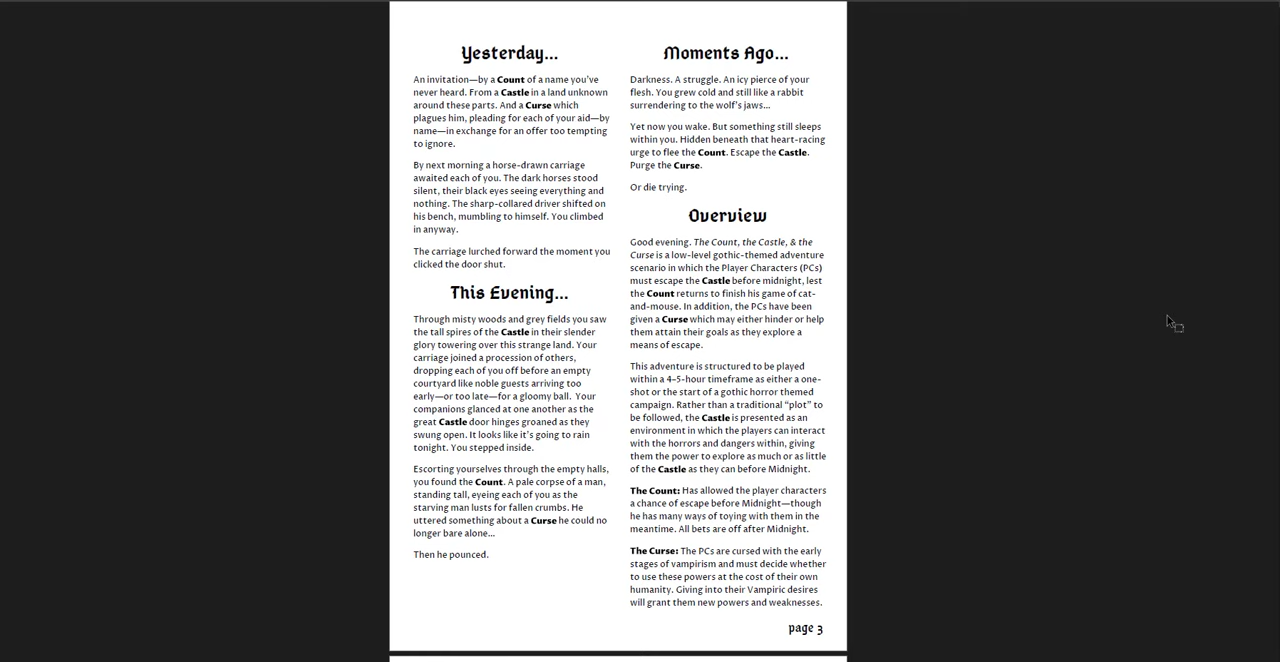 Yesterday...
An invitation—by a Count of a name you've
never heard. From a Castle in a land unknown
around these parts. And a Curse which
plagues him, pleading for each of your aid—by
name—in exchange for an offer too tempting
to ignore.
By next morning a horse-drawn carriage
awaited each of you. The dark horses stood
silent, their black eyes seeing everything and
nothing. The sharp-collared driver shifted on
his bench, mumbling to himself. You climbed
in anyway.
The carriage lurched forward the moment you
clicked the door shut.
This Evening...
Through misty woods and grey fields you saw
the tall spires of the Castle in their slender
glory towering over this strange land. Your
carriage joined a procession of others,
dropping each of you off before an empty
courtyard like noble guests arriving too
early—or too late—for a gloomy ball. Your
companions glanced at one another as the
great Castle door hinges groaned as they
swung open. It looks like it's going to rain
tonight. You stepped inside.
Escorting yourselves through the empty halls,
you found the Count. A pale corpse of a man,
standing tall, eyeing each of you as the
starving man lusts for fallen crumbs. He
uttered something about a Curse he could no
longer bare alone...
Then he pounced.
Moments Ago...
Darkness. A struggle. An icy pierce of your
flesh. You grew cold and still like a rabbit
surrendering to the wolf's jaws...
Yet now you wake. But something still sleeps
within you. Hidden beneath that heart-racing
urge to flee the Count. Escape the Castle.
Purge the Curse.
Or die trying.
Overview
Good evening. The Count, the Castle, & the
Curse is a low-level gothic-themed adventure
scenario in which the Player Characters (PCs)
must escape the Castle before midnight, lest
the Count returns to finish his game of cat-
and-mouse. In addition, the PCs have been
given a Curse which may either hinder or help
them attain their goals as they explore a
means of escape.
This adventure is structured to be played
within a 4–5-hour timeframe as either a one-
shot or the start of a gothic horror themed
campaign. Rather than a traditional “plot” to
be followed, the Castle is presented as an
environment in which the players can interact
with the horrors and dangers within, giving
them the power to explore as much or as little
of the Castle as they can before Midnight.
The Count: Has allowed the player characters
a chance of escape before Midnight—though
he has many ways of toying with them in the
meantime. All bets are off after Midnight.
The Curse: The PCs are cursed with the early
stages of vampirism and must decide whether
to use these powers at the cost of their own
humanity. Giving into their Vampiric desires
will grant them new powers and weaknesses.
page 3